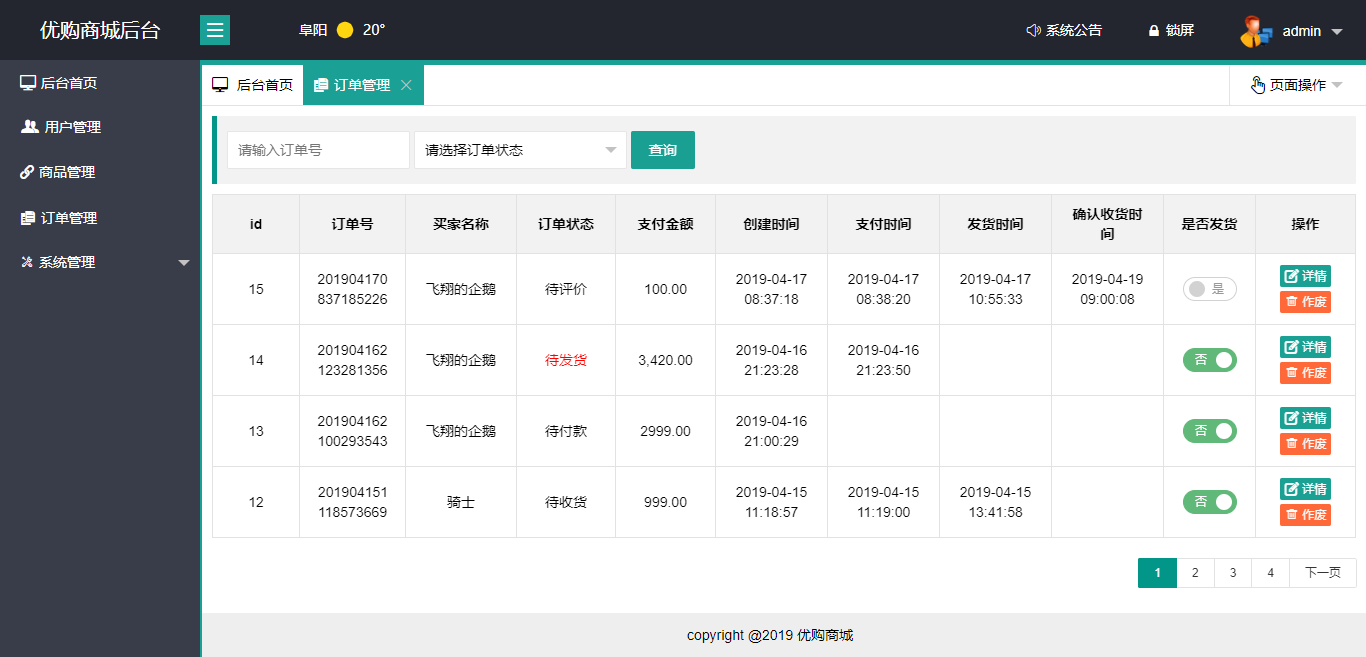 优购商城后台
阜阳 20°
系统公告
锁屏
admin
后台首页
用户管理
商品管理
订单管理
系统管理
后台首页
订单管理
页面操作
请输入订单号
请选择订单状态
查询
id 订单号 买家名称 订单状态 支付金额 创建时间 支付时间 发货时间 确认收货时间 是否发货 操作
15 201904170837185226 飞翔的企鹅 待评价 100.00 2019-04-17 08:37:18 2019-04-17 08:38:20 2019-04-17 10:55:33 2019-04-19 09:00:08 是 详情 作废
14 201904162123281356 飞翔的企鹅 待发货 3,420.00 2019-04-16 21:23:28 2019-04-16 21:23:50 否 详情 作废
13 201904162100293543 飞翔的企鹅 待付款 2999.00 2019-04-16 21:00:29 否 详情 作废
12 201904151118573669 骑士 待收货 999.00 2019-04-15 11:18:57 2019-04-15 11:19:00 2019-04-15 13:41:58 否 详情 作废
1 2 3 4 下一页
copyright @2019 优购商城